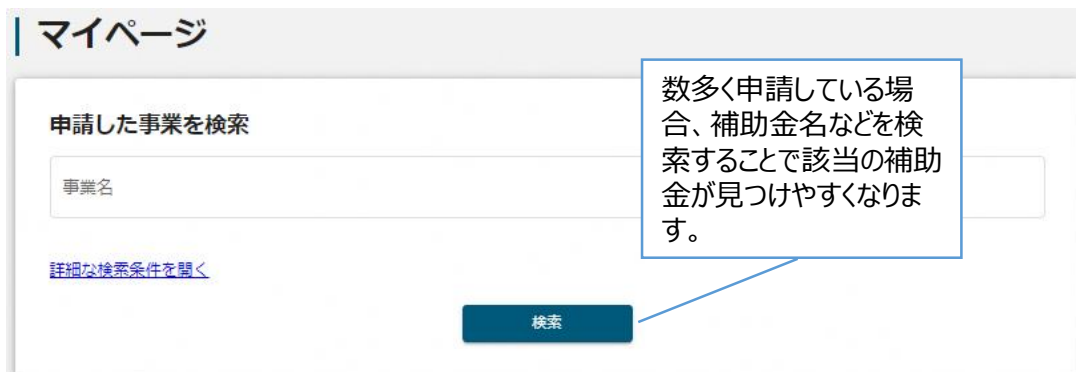 マイページ
申請した事業を検索
事業名
詳細な検索条件を開く
検索
数多く申請している場
合、補助金名などを検
索することで該当の補助
金が見つけやすくなりま
す。